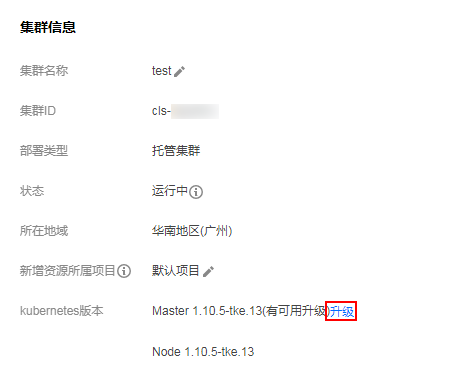 集群信息
集群名称 test
集群ID cls-
部署类型 托管集群
状态 运行中
所在地域 华南地区(广州)
新增资源所属项目 默认项目
kubernetes版本 Master 1.10.5-tke.13(有可用升级)升级
Node 1.10.5-tke.13